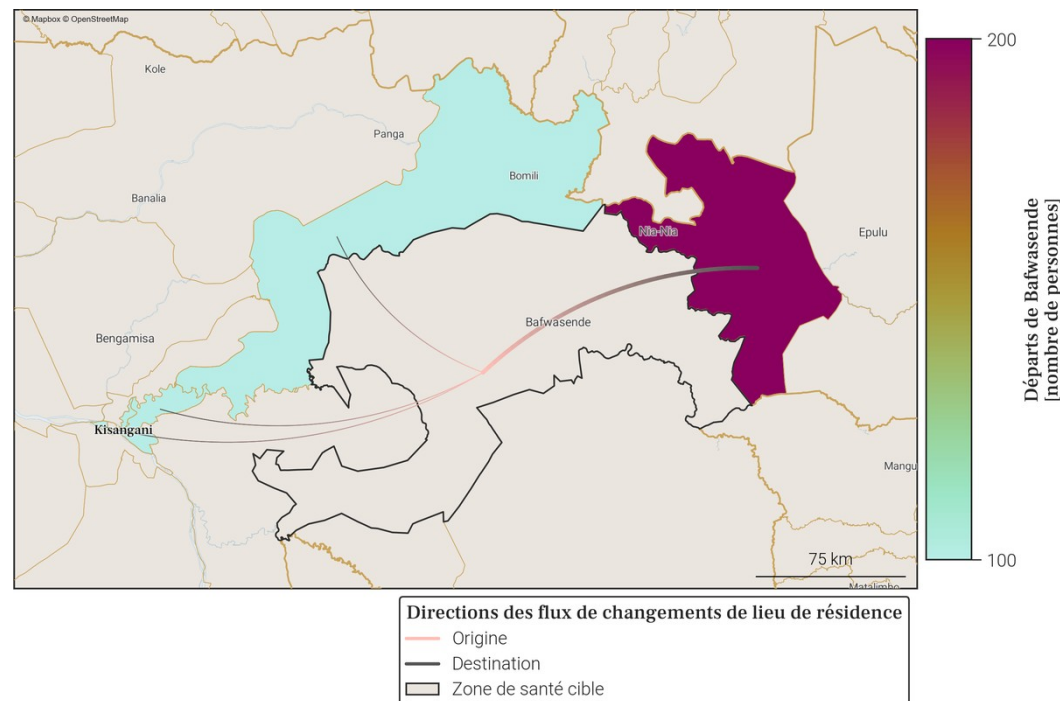 © Mapbox © OpenStreetMap
Kole
Panga
Bomili
Banalia
Nia-Nia
Epulu
Bafwasende
Bengamisa
Kisangani
Mangu
75 km
Matalimbo
200
100
Départs de Bafwasende
[nombre de personnes]
Directions des flux de changements de lieu de résidence
Origine
Destination
Zone de santé cible